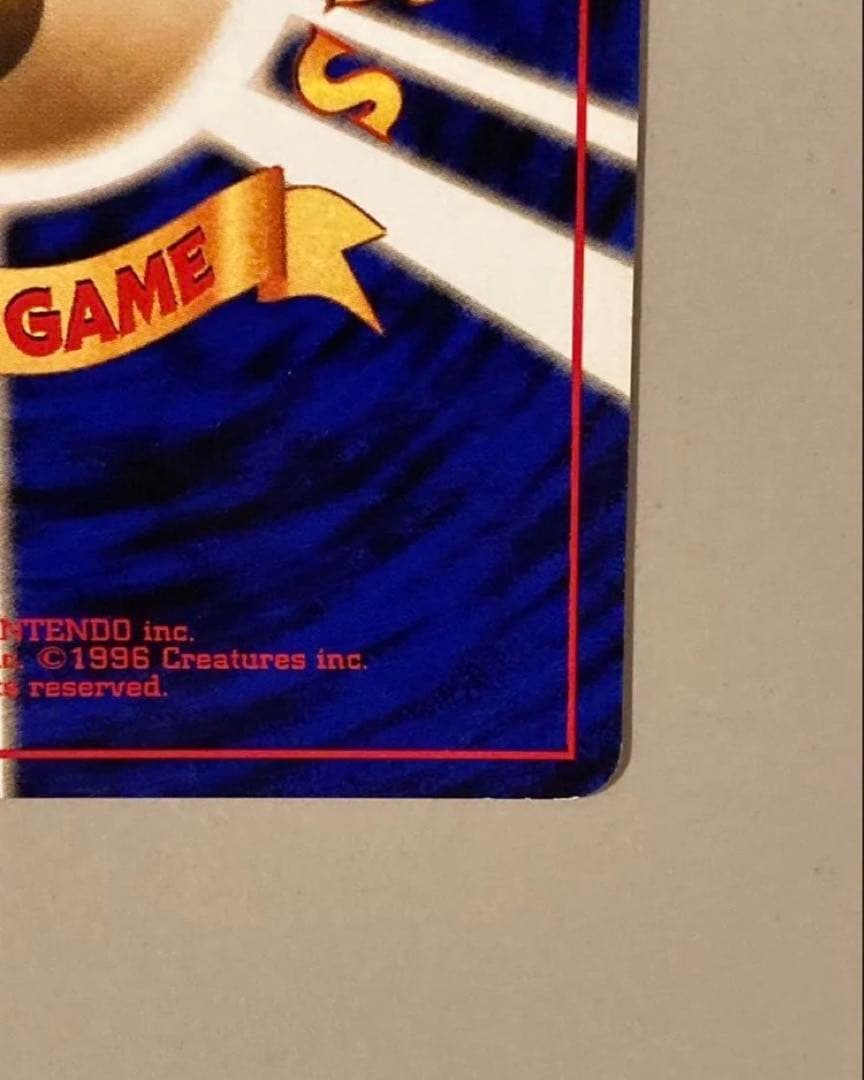 S
GAME
NTENDO inc.
c. ©1996 Creatures inc.
s reserved.